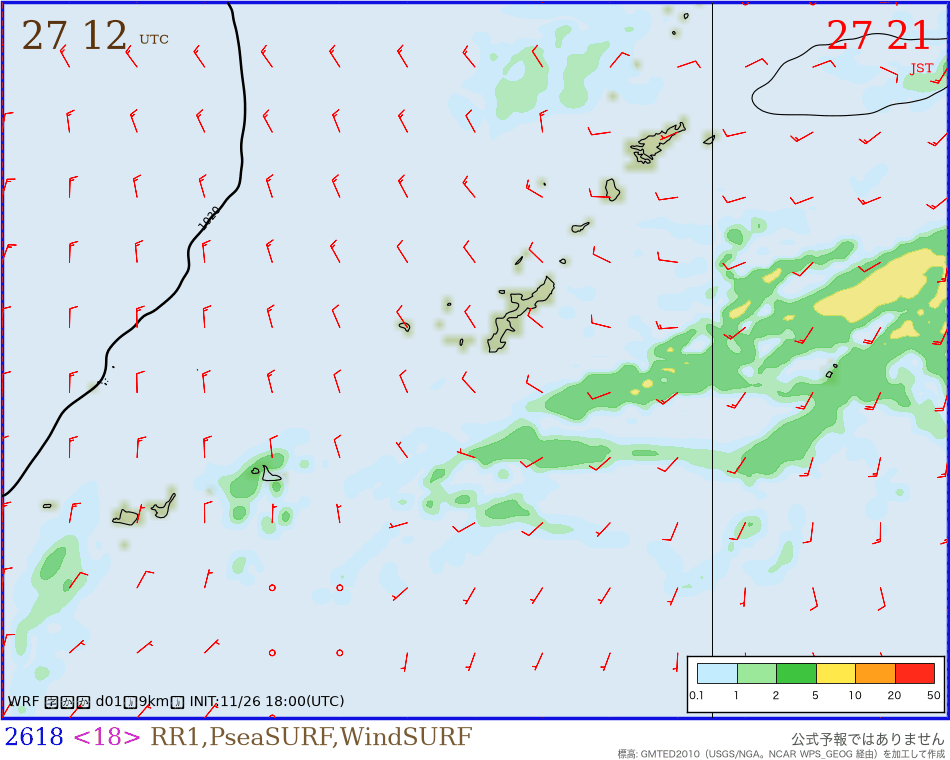 27 12 UTC
27 21
JST
1020
WRF d01 9km INIT:11/26 18:00(UTC)
0.1 1 2 5 10 20 50
2618 <18> RR1,PseaSURF,WindSURF
公式予報ではありません
標高: GMTED2010（USGS/NGA。NCAR WPS_GEOG 経由）を加工して作成